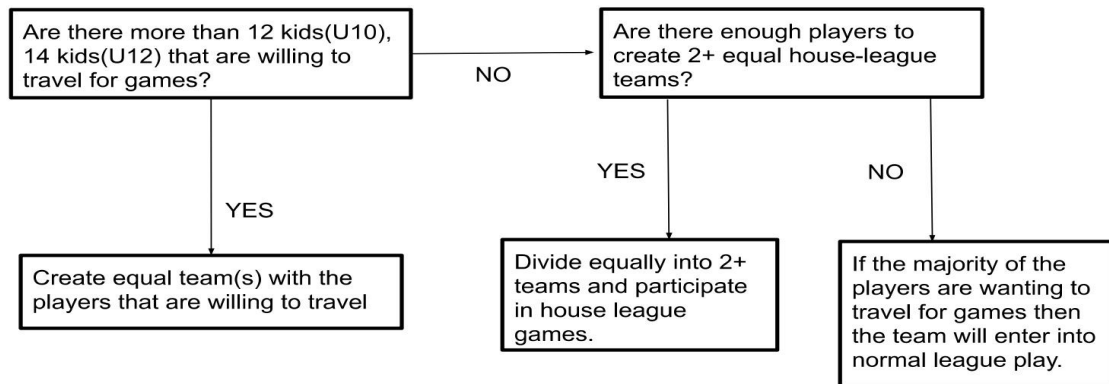 Are there more than 12 kids(U10),
14 kids(U12) that are willing to
travel for games?
NO
Are there enough players to
create 2+ equal house-league
teams?
YES
YES
NO
Create equal team(s) with the
players that are willing to travel
Divide equally into 2+
teams and participate
in house league
games.
If the majority of the
players are wanting to
travel for games then
the team will enter into
normal league play.